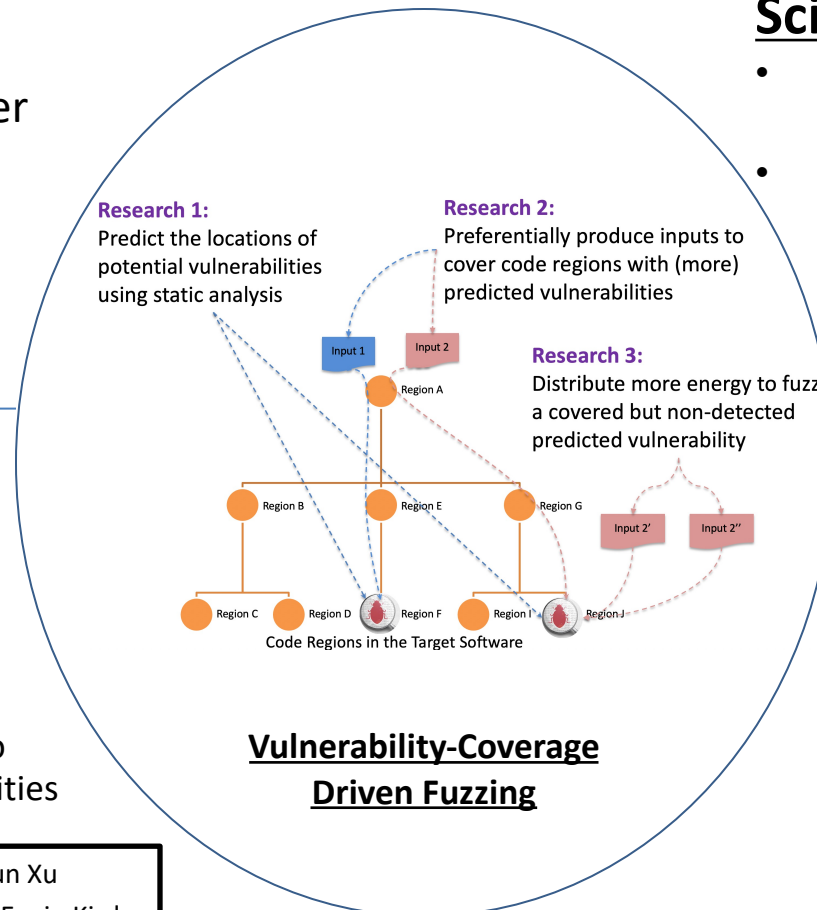 Sci
er
Research 1:
Predict the locations of
potential vulnerabilities
using static analysis
Research 2:
Preferentially produce inputs to
cover code regions with (more)
predicted vulnerabilities
Input 1
Input 2
Research 3:
Distribute more energy to fuzz
a covered but non-detected
predicted vulnerability
Region A
Region B
Region E
Region G
Input 2’
Input 2’’
Region C
Region D
Region F
Region I
Region J
Code Regions in the Target Software
Vulnerability-Coverage
Driven Fuzzing
ities
un Xu